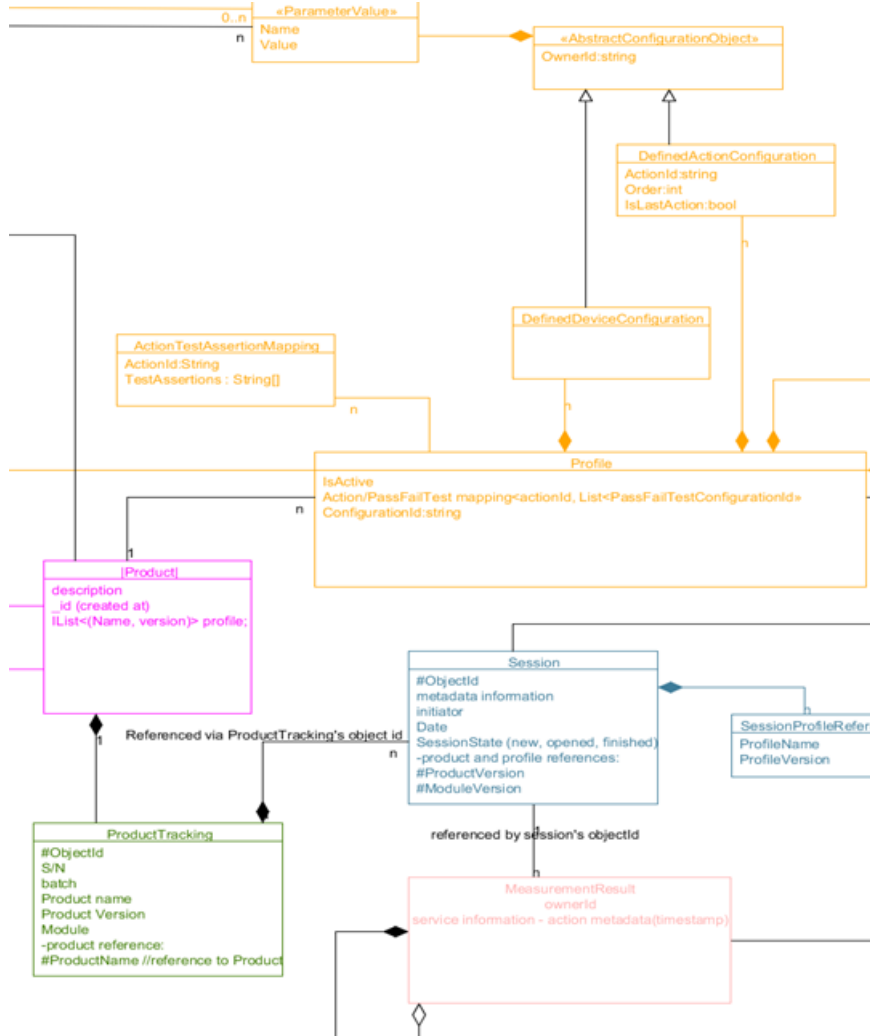 «ParameterValue»
0..n
n
Name
Value
«AbstractConfigurationObject»
OwnerId:string
DefinedActionConfiguration
ActionId:string
Order:int
IsLastAction:bool
n
DefinedDeviceConfiguration
n
ActionTestAssertionMapping
ActionId:String
TestAssertions : String[]
n
Profile
IsActive
Action/PassFailTest mapping<actionId, List<PassFailTestConfigurationId»
ConfigurationId:string
n
1
|Product|
description
_id (created at)
IList<(Name, version)> profile;
1
Referenced via ProductTracking's object id
n
Session
#ObjectId
metadata information
initiator
Date
SessionState (new, opened, finished)
-product and profile references:
#ProductVersion
#ModuleVersion
n
SessionProfileRefer
ProfileName
ProfileVersion
ProductTracking
#ObjectId
S/N
batch
Product name
Product Version
Module
-product reference:
#ProductName //reference to Product
referenced by session's objectId
1
n
MeasurementResult
ownerId
service information - action metadata(timestamp)